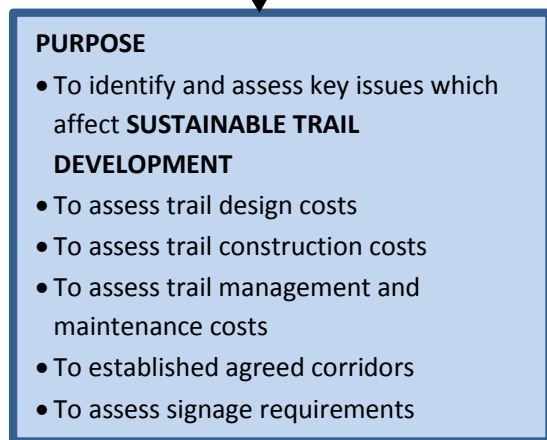 PURPOSE
• To identify and assess key issues which
affect SUSTAINABLE TRAIL
DEVELOPMENT
• To assess trail design costs
• To assess trail construction costs
• To assess trail management and
maintenance costs
• To established agreed corridors
• To assess signage requirements